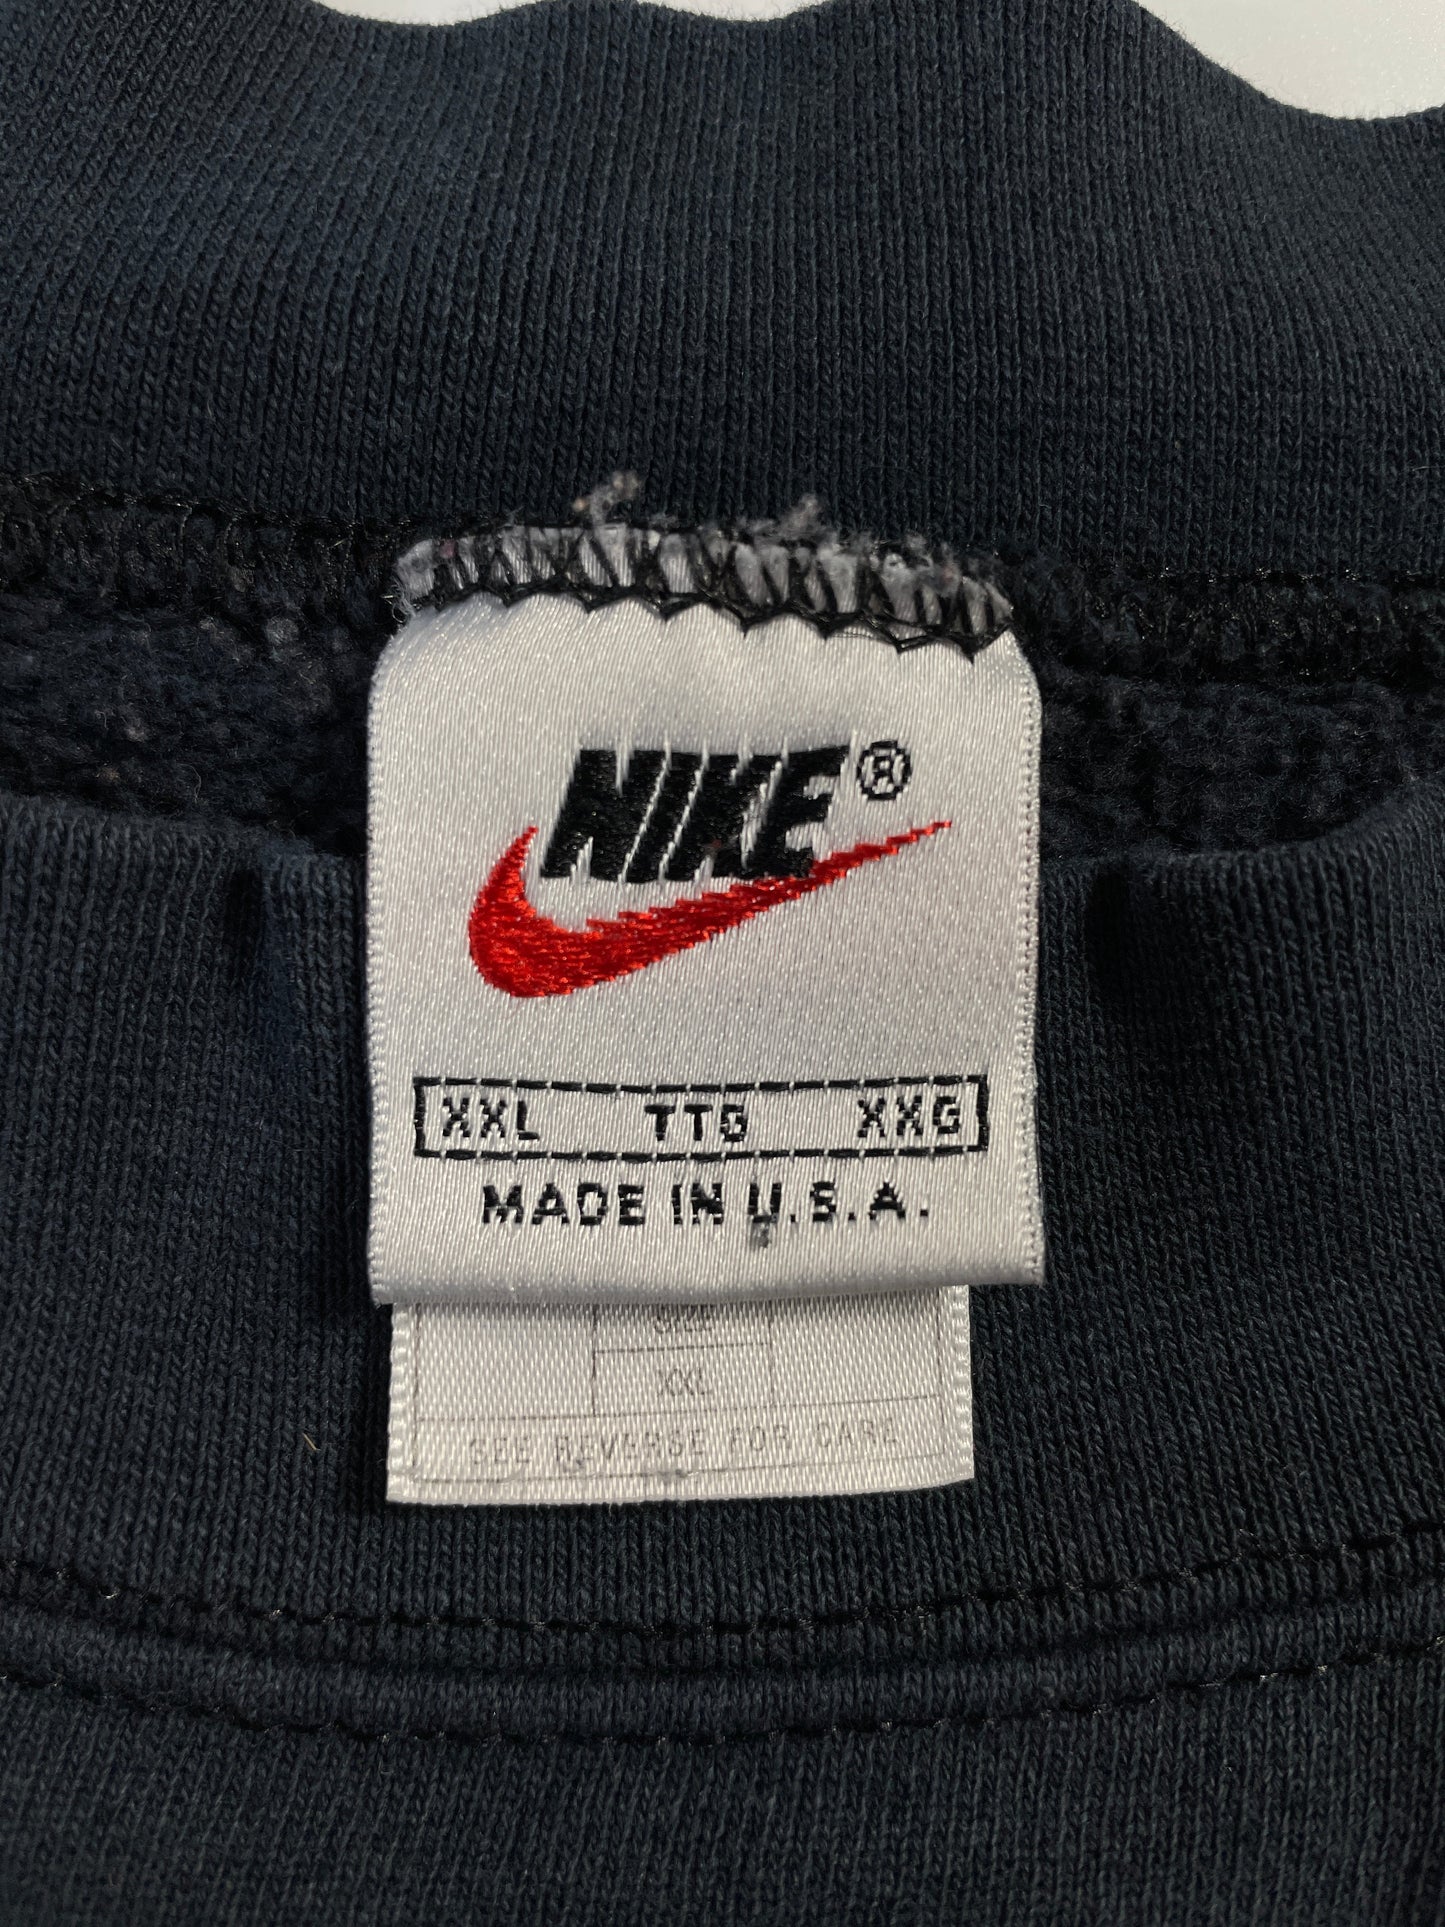 NIKE®
XXL TTG XXG
MADE IN U.S.A.
SIZE
XXL
SEE REVERSE FOR CARE